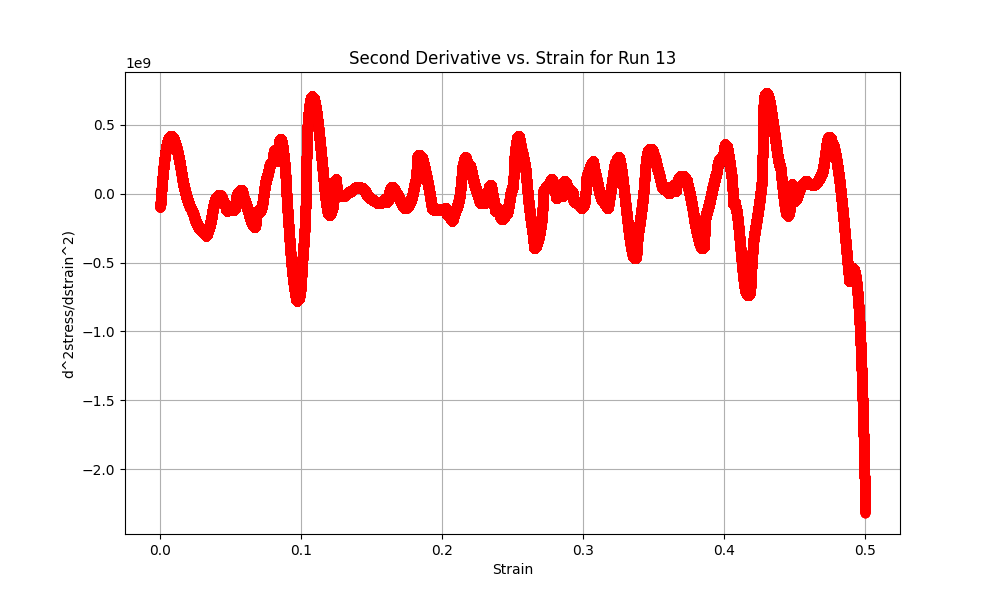 Second Derivative vs. Strain for Run 13
1e9
0.5
0.0
−0.5
−1.0
−1.5
−2.0
d^2stress/dstrain^2)
0.0 0.1 0.2 0.3 0.4 0.5
Strain